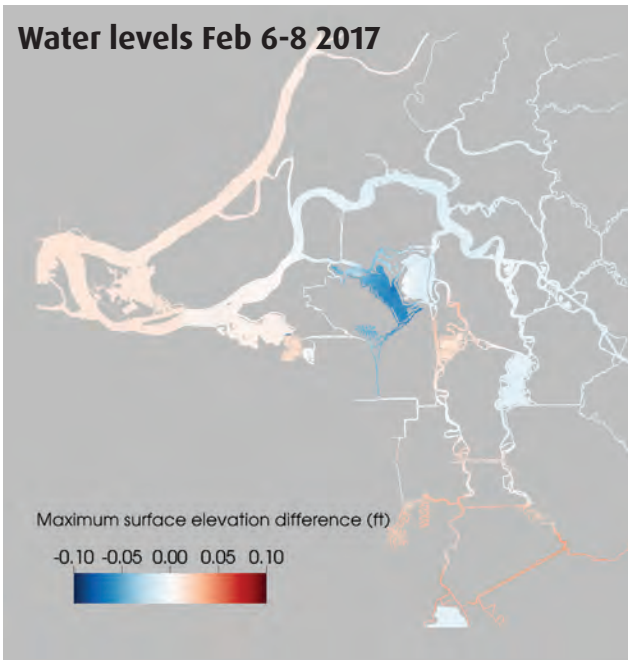 Water levels Feb 6-8 2017
Maximum surface elevation difference (ft)
-0.10 -0.05 0.00 0.05 0.10